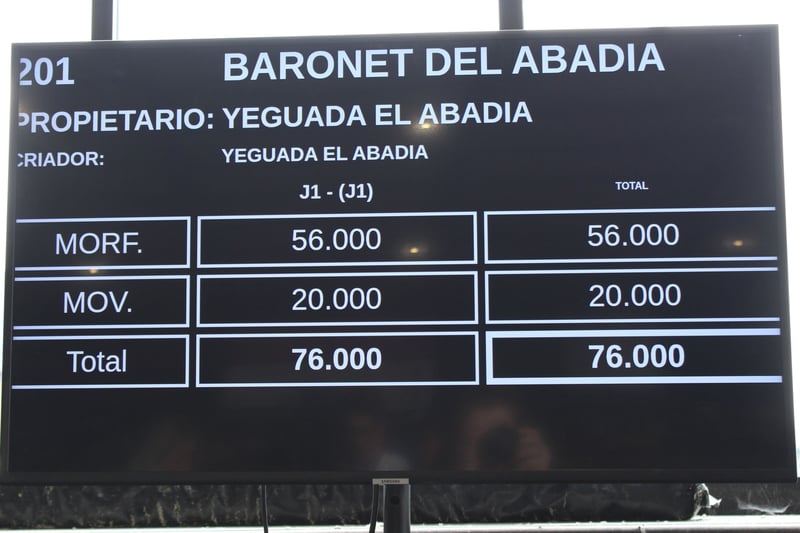 201 BARONET DEL ABADIA
PROPIETARIO: YEGUADA EL ABADIA
CRIADOR: YEGUADA EL ABADIA
J1 - (J1) TOTAL
MORF. 56.000 56.000
MOV. 20.000 20.000
Total 76.000 76.000
SAMSUNG